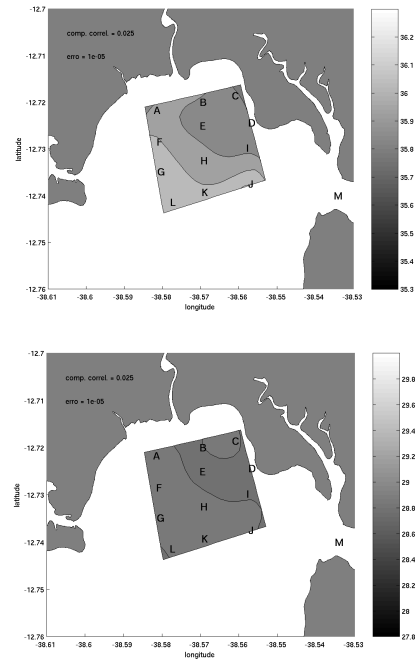 -12.7
-12.71
-12.72
-12.73
-12.74
-12.75
-12.76
latitude
comp. correl. = 0.025
erro = 1e-05
A
B
C
D
E
F
G
H
I
J
K
L
M
-38.61
-38.6
-38.59
-38.58
-38.57
-38.56
-38.55
-38.54
-38.53
longitude
36.2
36.1
36
35.9
35.8
35.7
35.6
35.5
35.4
35.3
-12.7
-12.71
-12.72
-12.73
-12.74
-12.75
-12.76
latitude
comp. correl. = 0.025
erro = 1e-05
A
B
C
D
E
F
G
H
I
J
K
L
M
-38.61
-38.6
-38.59
-38.58
-38.57
-38.56
-38.55
-38.54
-38.53
longitude
29.8
29.6
29.4
29.2
29
28.8
28.6
28.4
28.2
28
27.8